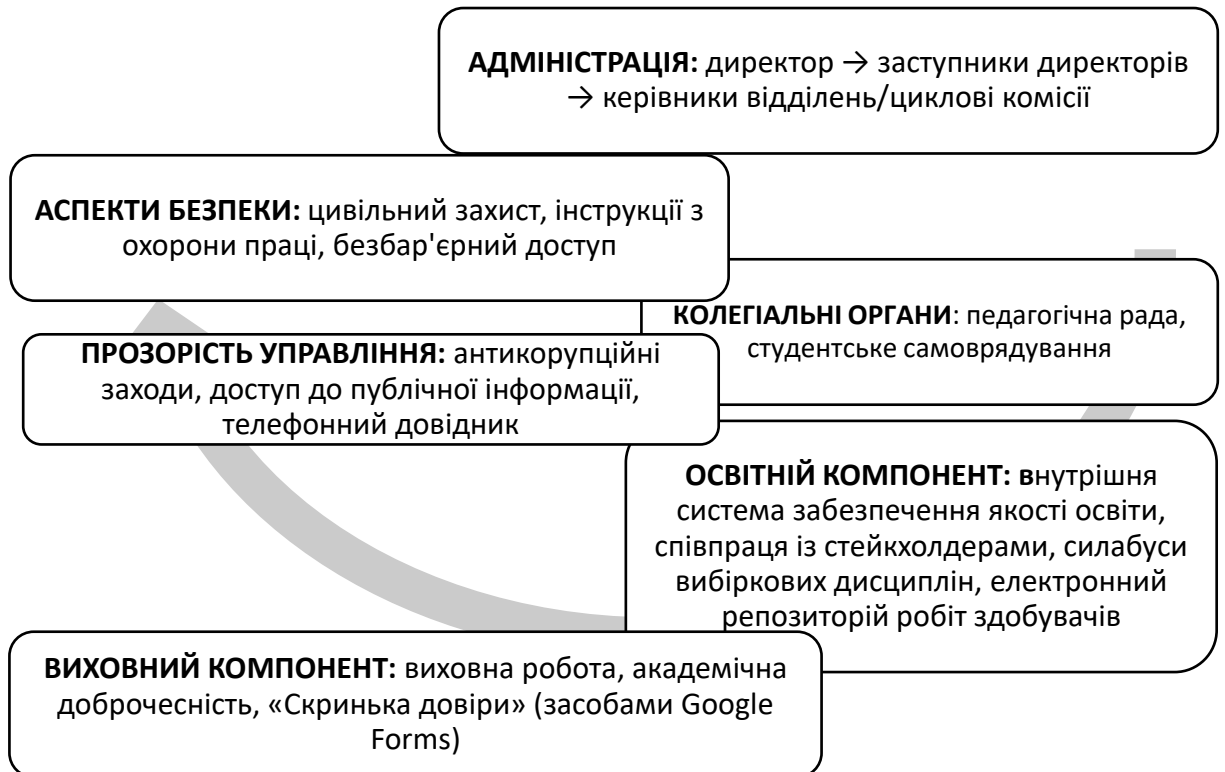 АДМІНІСТРАЦІЯ: директор → заступники директорів
→ керівники відділень/циклові комісії
АСПЕКТИ БЕЗПЕКИ: цивільний захист, інструкції з
охорони праці, безбар'єрний доступ
КОЛЕГІАЛЬНІ ОРГАНИ: педагогічна рада,
студентське самоврядування
ПРОЗОРІСТЬ УПРАВЛІННЯ: антикорупційні
заходи, доступ до публічної інформації,
телефонний довідник
ОСВІТНІЙ КОМПОНЕНТ: внутрішня
система забезпечення якості освіти,
співпраця із стейкхолдерами, силабуси
вибіркових дисциплін, електронний
репозиторій робіт здобувачів
ВИХОВНИЙ КОМПОНЕНТ: виховна робота, академічна
доброчесність, «Скринька довіри» (засобами Google
Forms)